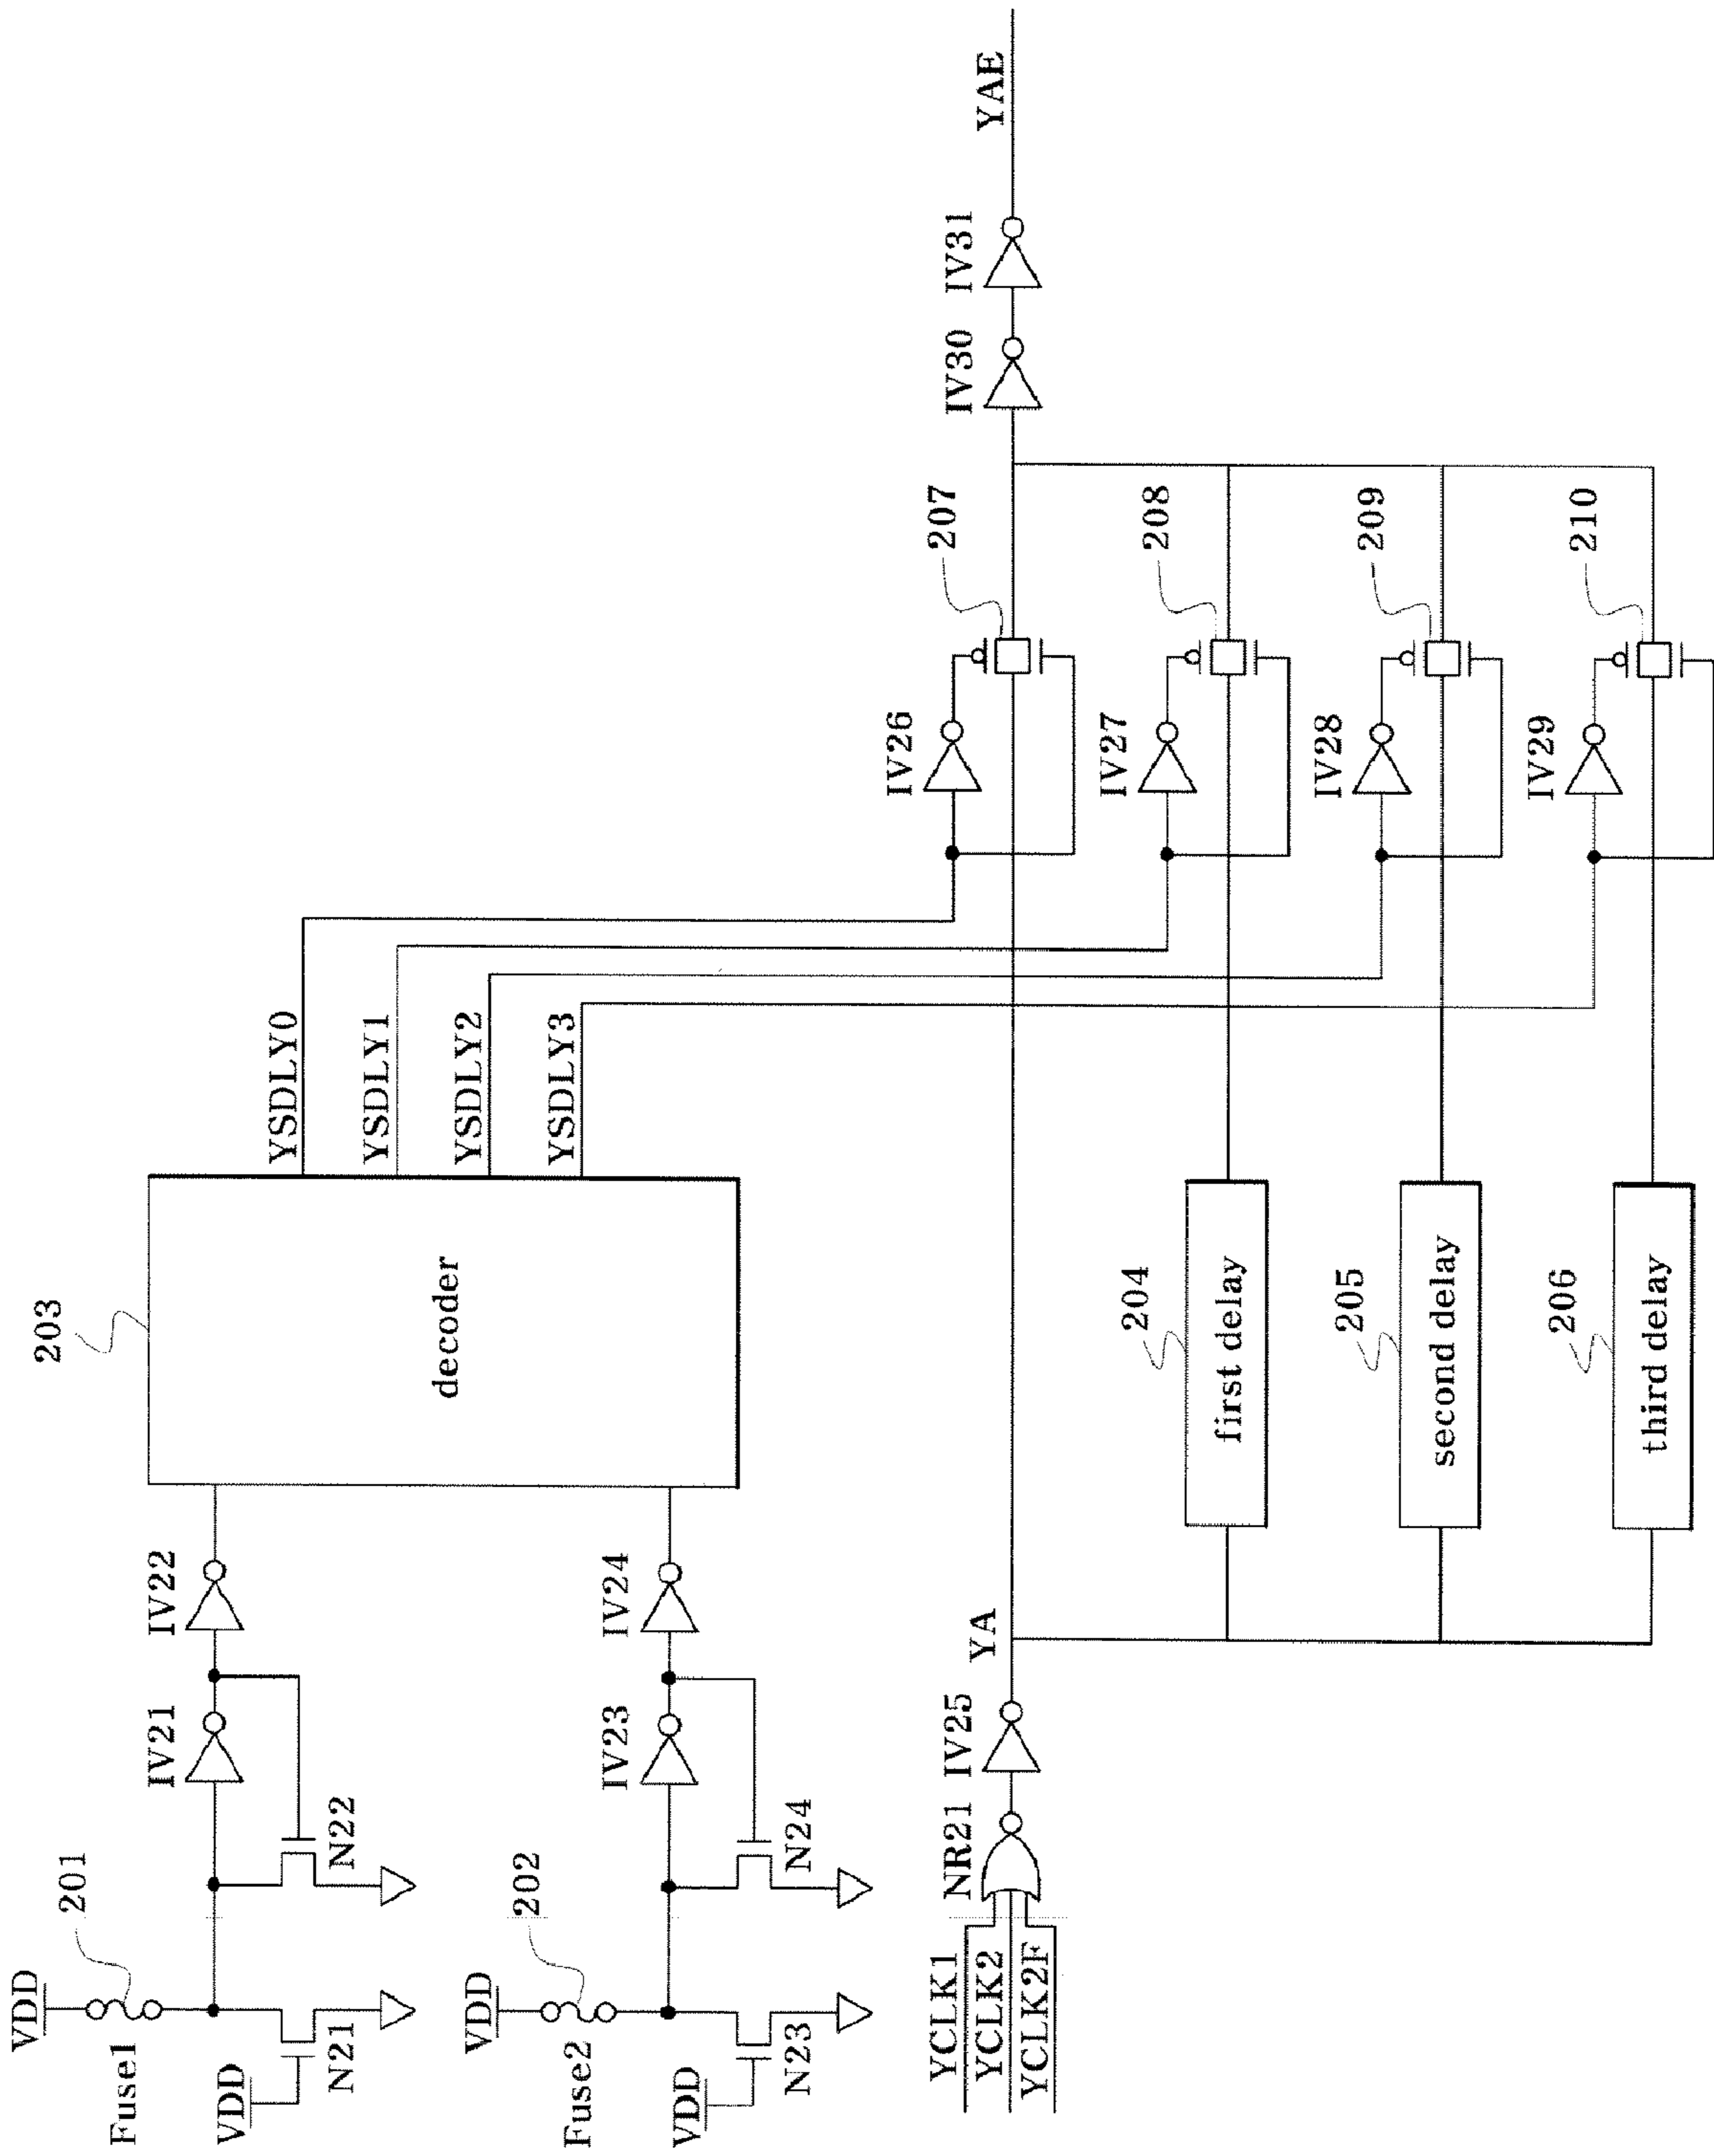 VDD
Fuse1
201
VDD
N21
N22
IV21
IV22
VDD
Fuse2
202
VDD
N23
N24
IV23
IV24
203
decoder
YSDLY0
YSDLY1
YSDLY2
YSDLY3
YCLK1
YCLK2
YCLK2F
NR21
IV25
YA
204
first delay
205
second delay
206
third delay
IV26
207
IV27
208
IV28
209
IV29
210
IV30
IV31
YAE